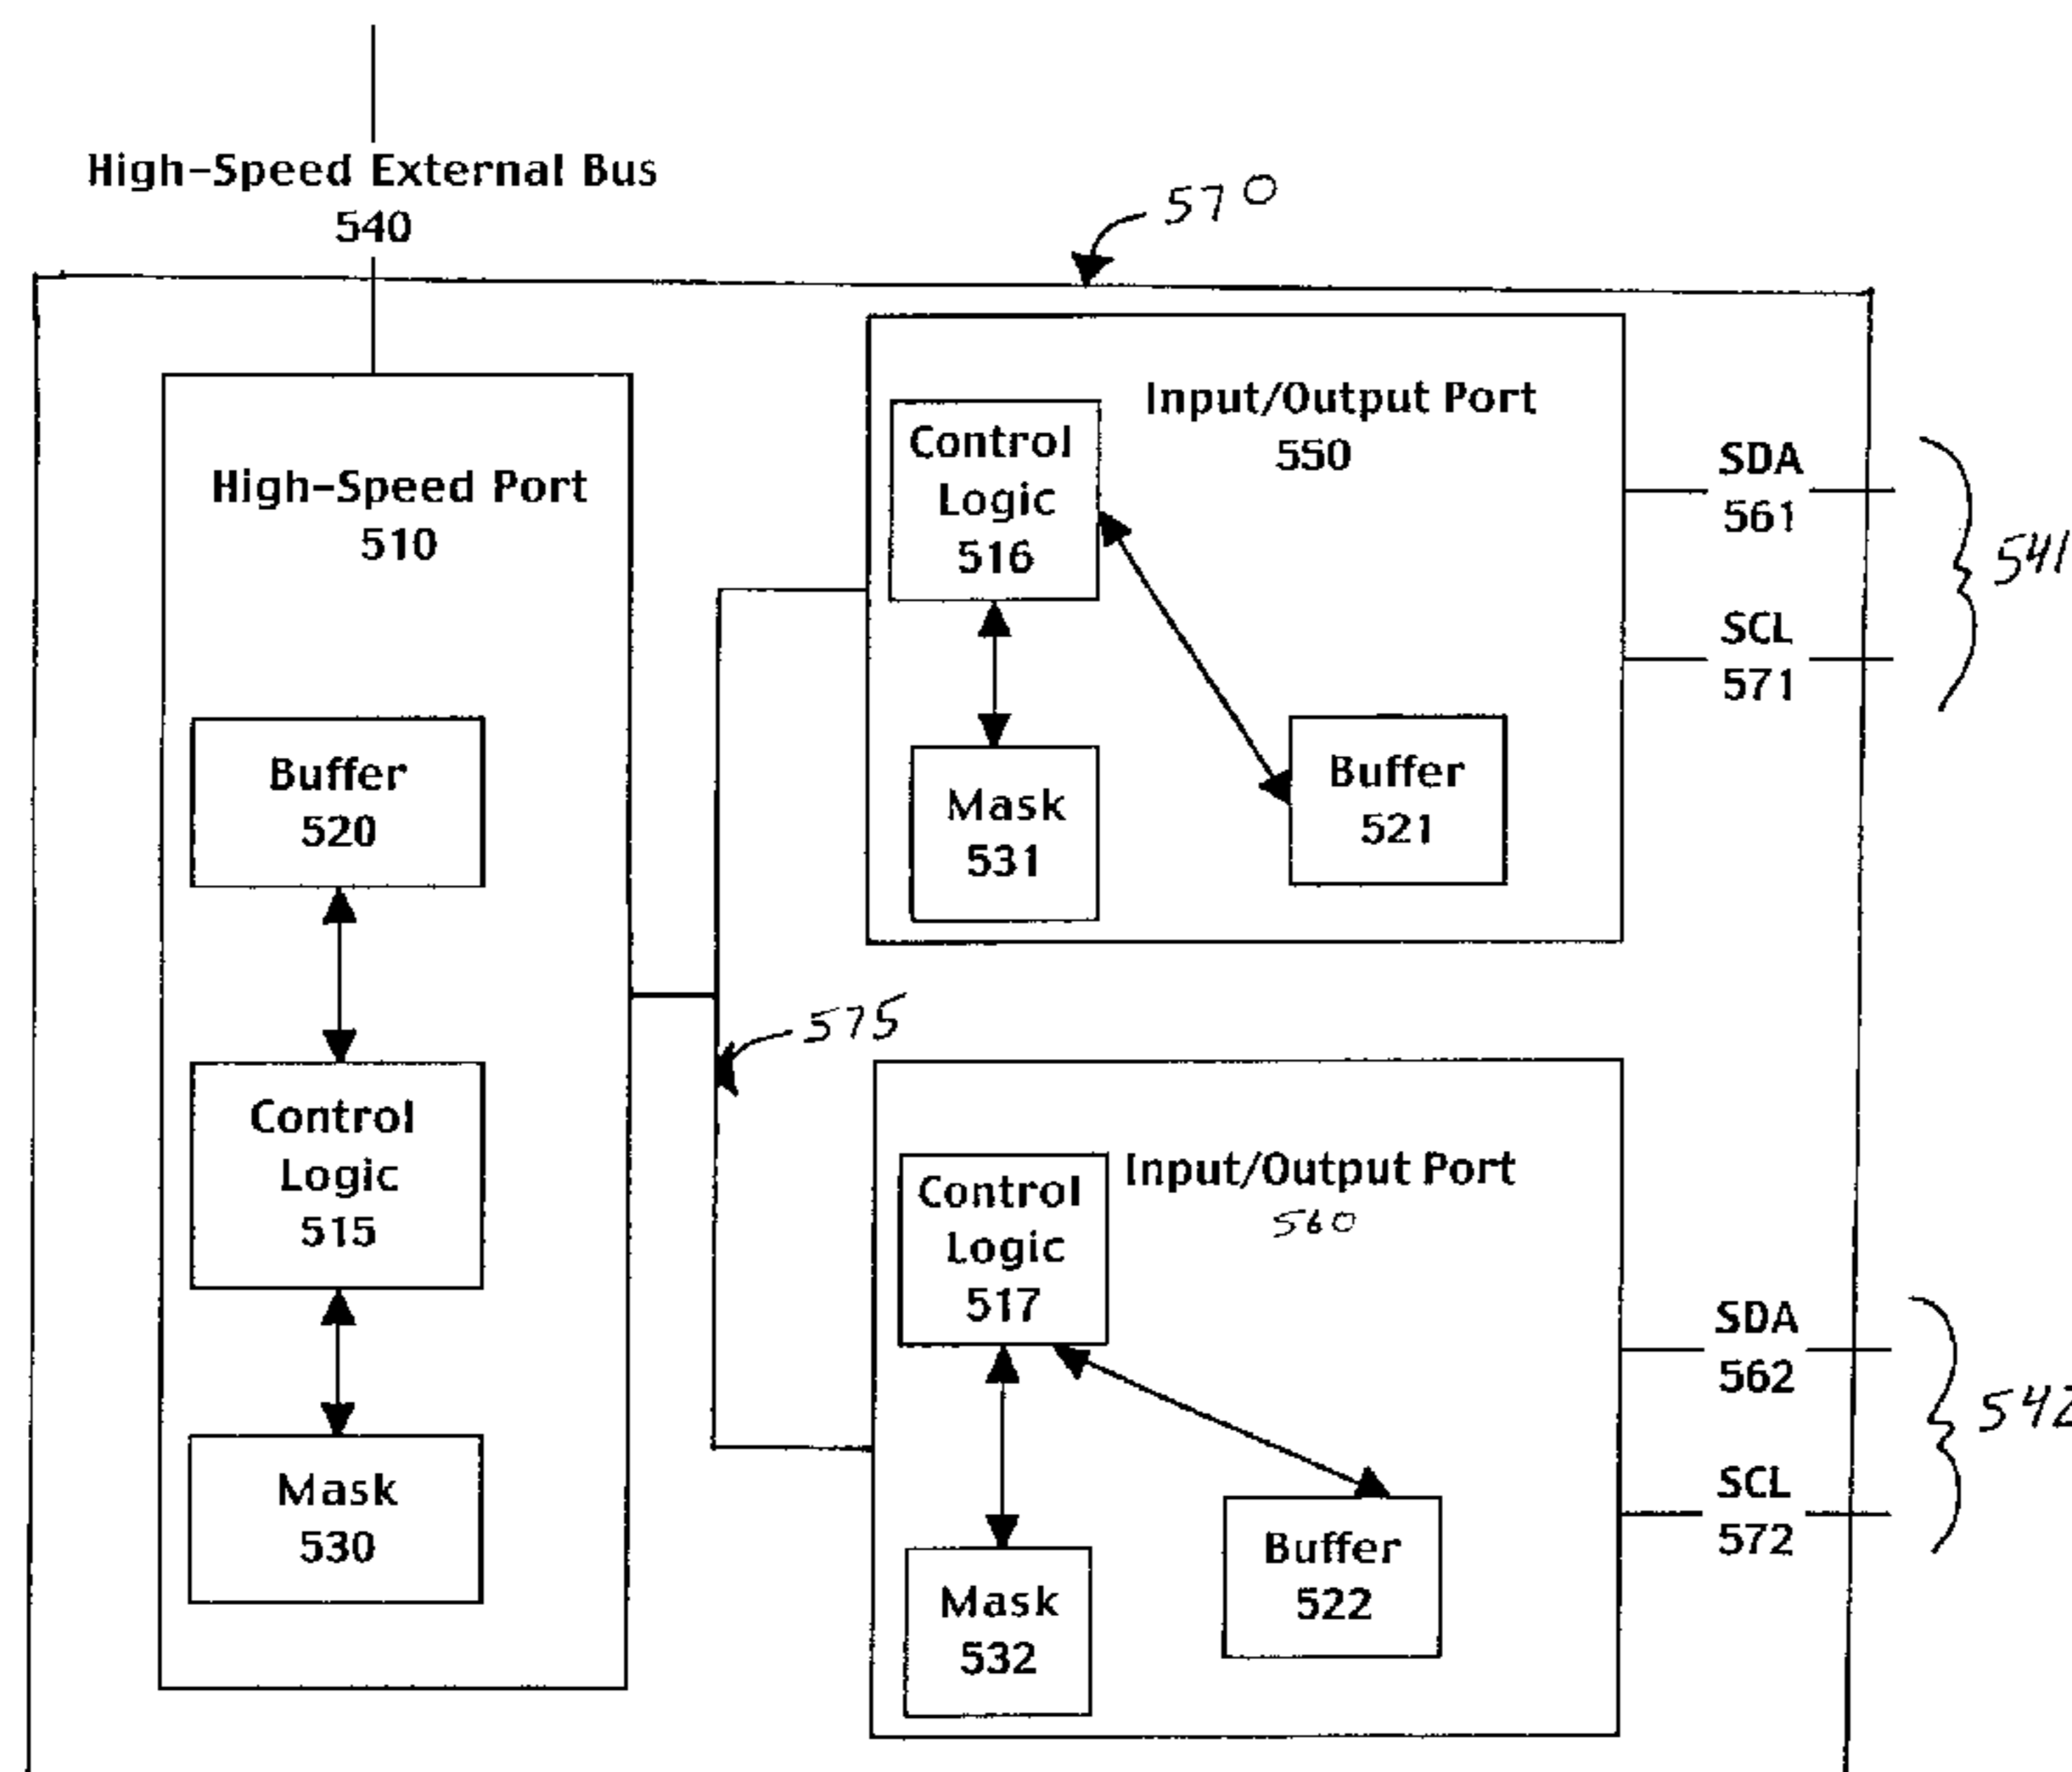 High-Speed External Bus
540
570
High-Speed Port
510
Buffer
520
Control
Logic
515
Mask
530
575
Input/Output Port
550
Control
Logic
516
Mask
531
Buffer
521
SDA
561
SCL
571
541
Input/Output Port
560
Control
Logic
517
Mask
532
Buffer
522
SDA
562
SCL
572
542